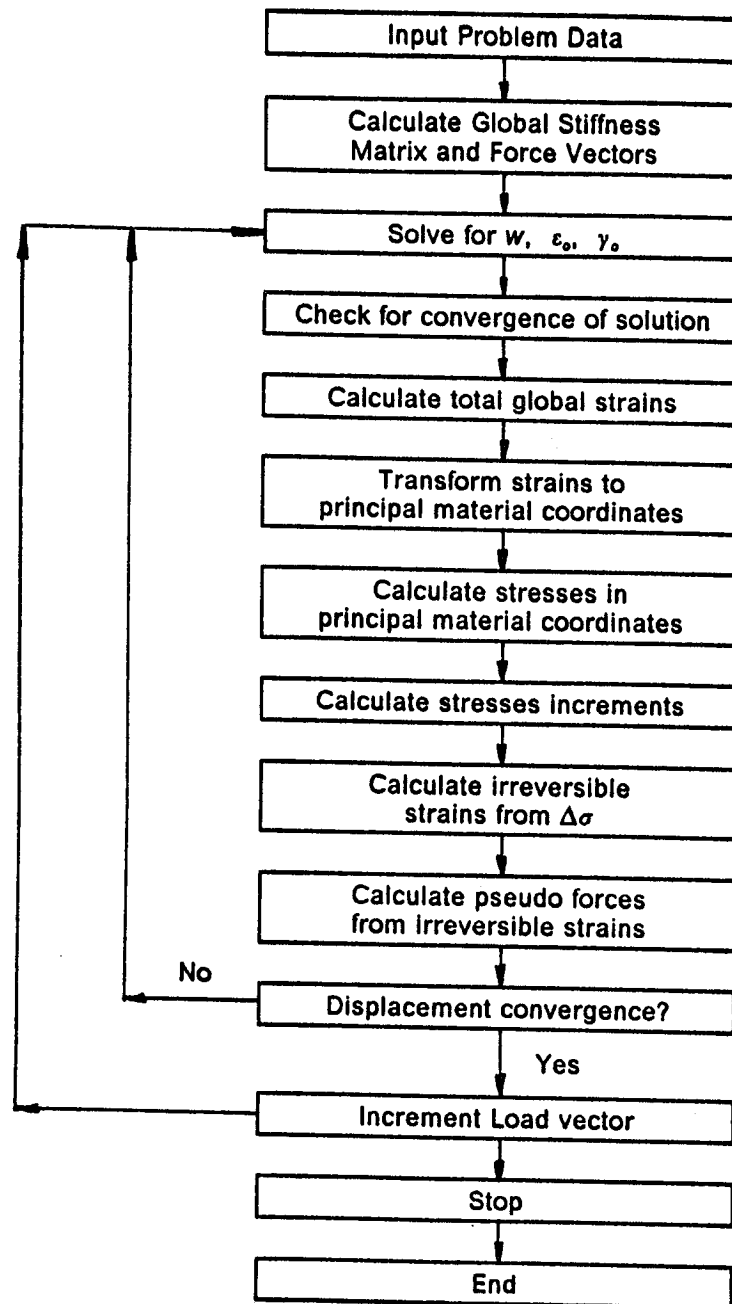 Input Problem Data
Calculate Global Stiffness
Matrix and Force Vectors
Solve for w, εₒ, γₒ
Check for convergence of solution
Calculate total global strains
Transform strains to
principal material coordinates
Calculate stresses in
principal material coordinates
Calculate stresses increments
Calculate irreversible
strains from Δσ
Calculate pseudo forces
from irreversible strains
No
Displacement convergence?
Yes
Increment Load vector
Stop
End